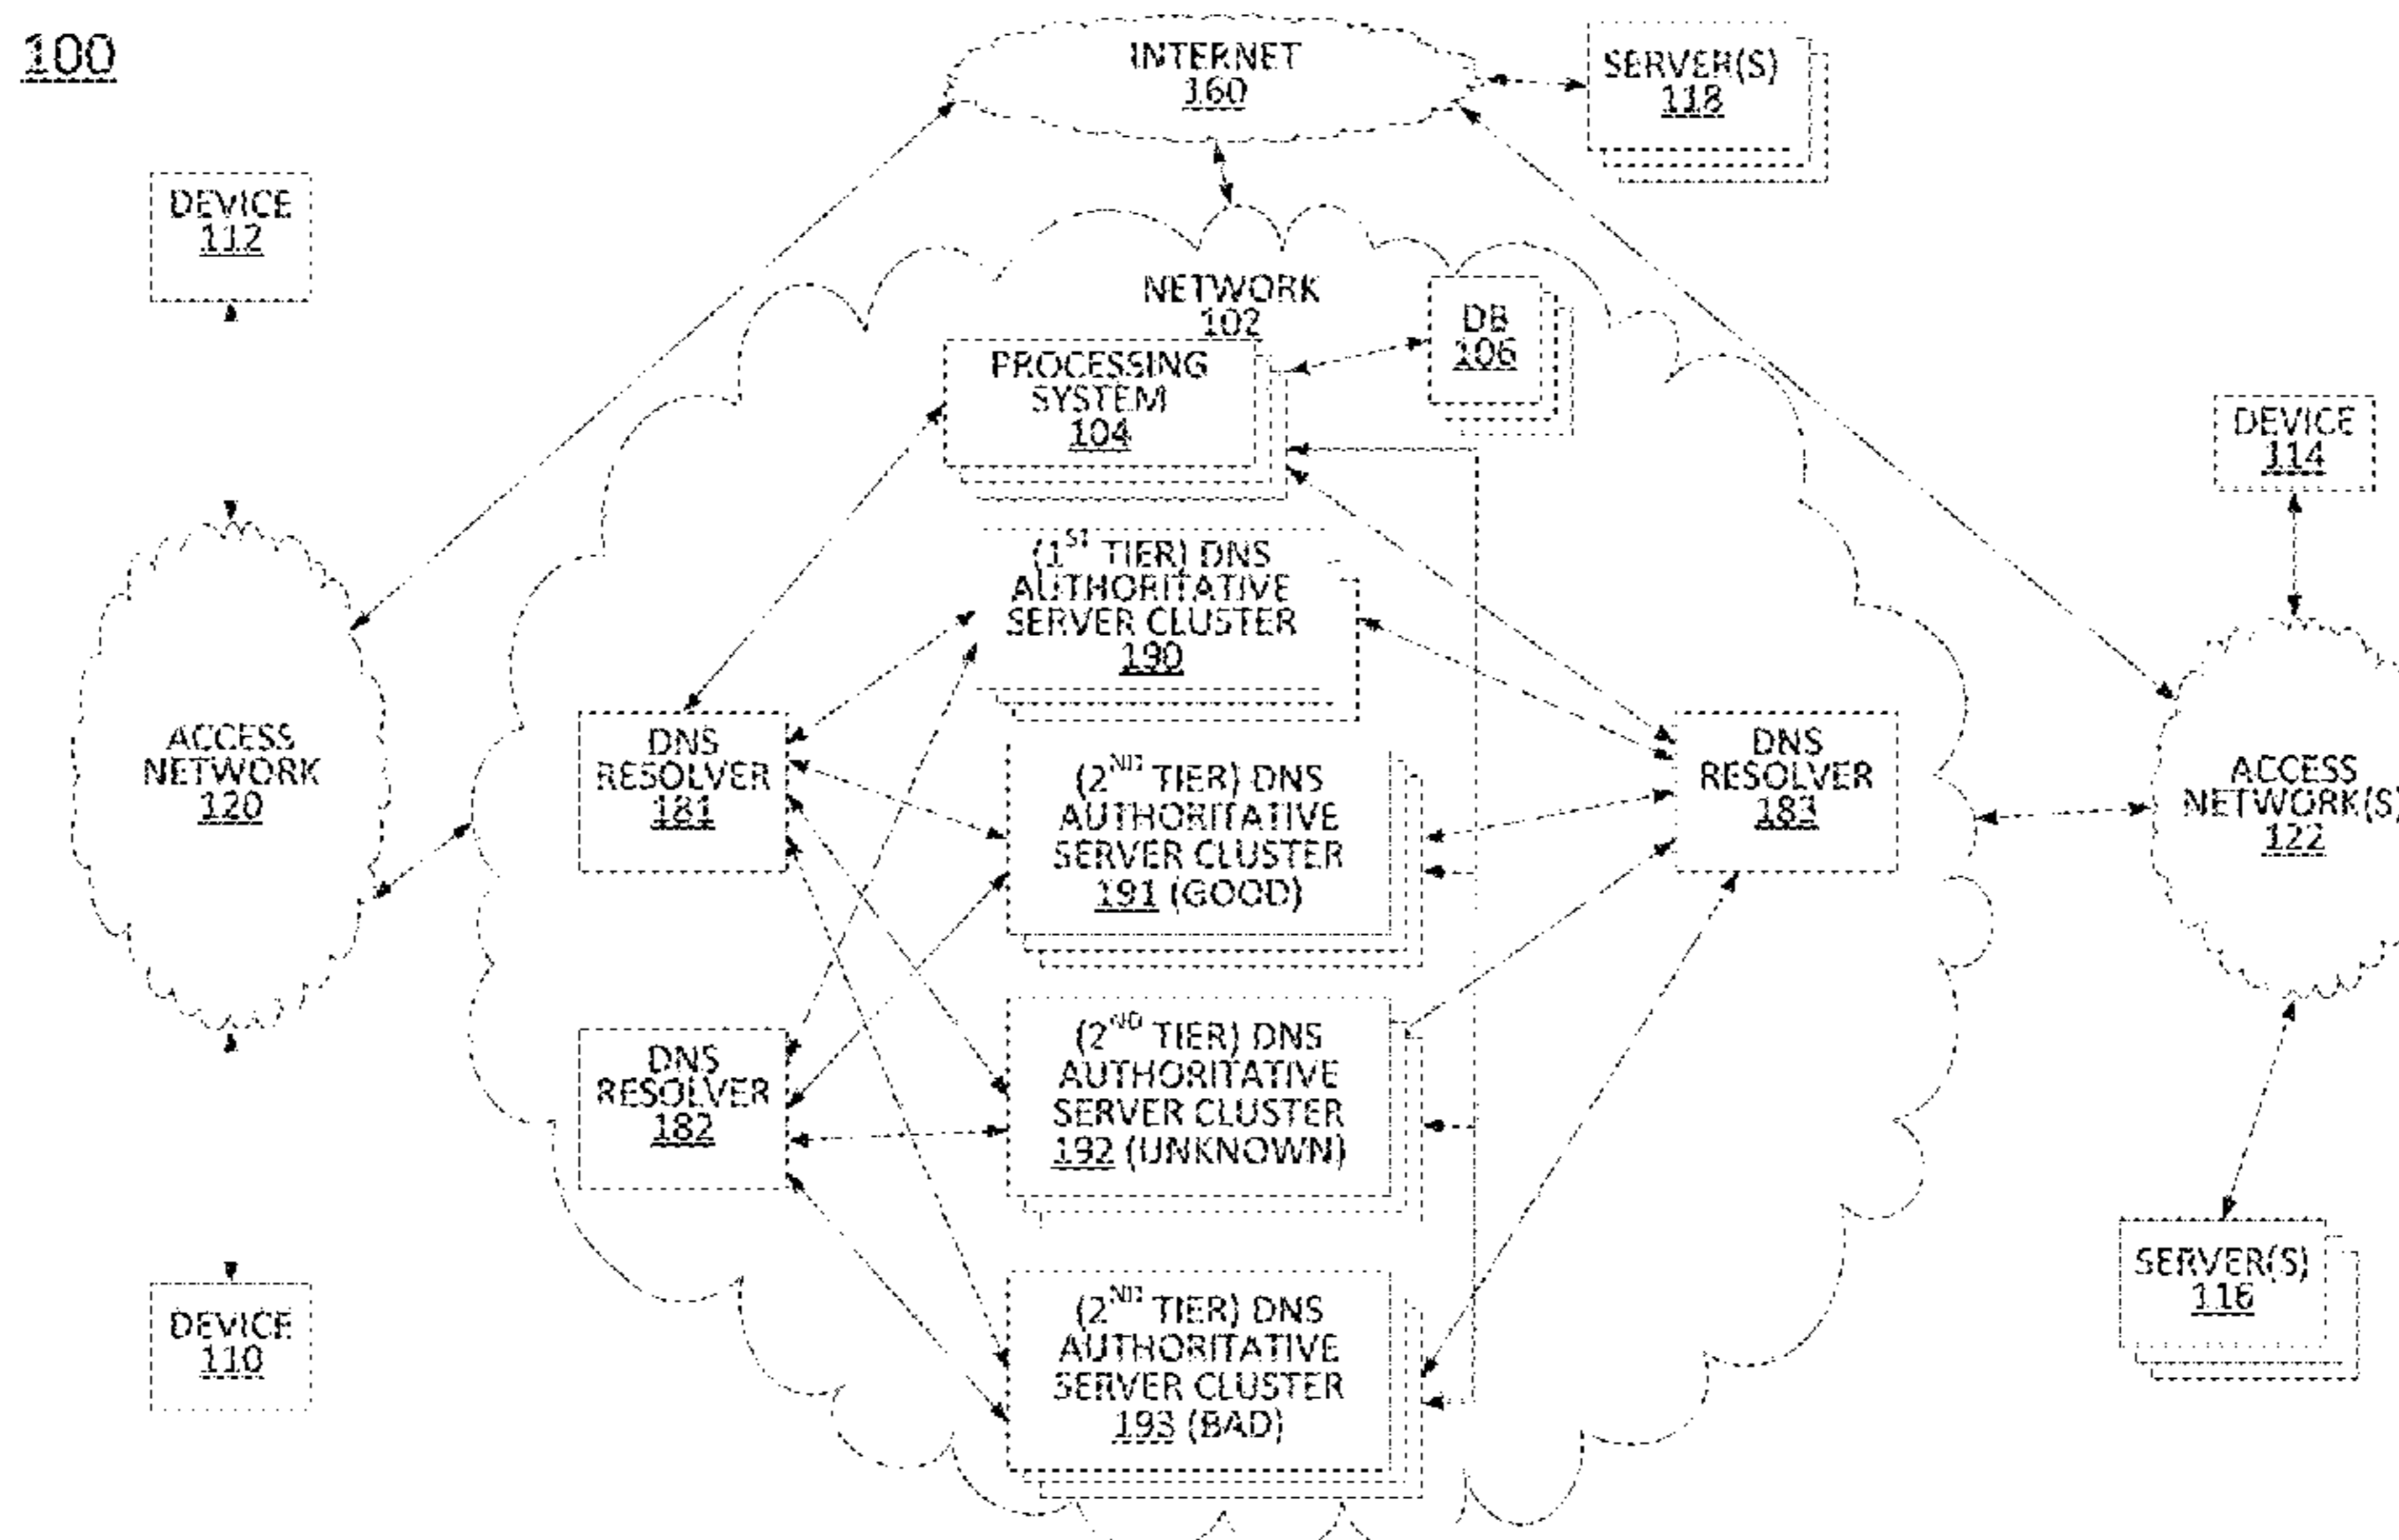 100
INTERNET
160
SERVER(S)
118
DEVICE
112
NETWORK
102
DB
106
PROCESSING
SYSTEM
104
DEVICE
114
(1ST TIER) DNS
AUTHORITATIVE
SERVER CLUSTER
190
ACCESS
NETWORK
120
DNS
RESOLVER
181
(2ND TIER) DNS
AUTHORITATIVE
SERVER CLUSTER
191 (GOOD)
DNS
RESOLVER
183
ACCESS
NETWORK(S)
122
DNS
RESOLVER
182
(2ND TIER) DNS
AUTHORITATIVE
SERVER CLUSTER
192 (UNKNOWN)
SERVER(S)
116
DEVICE
110
(2ND TIER) DNS
AUTHORITATIVE
SERVER CLUSTER
193 (BAD)